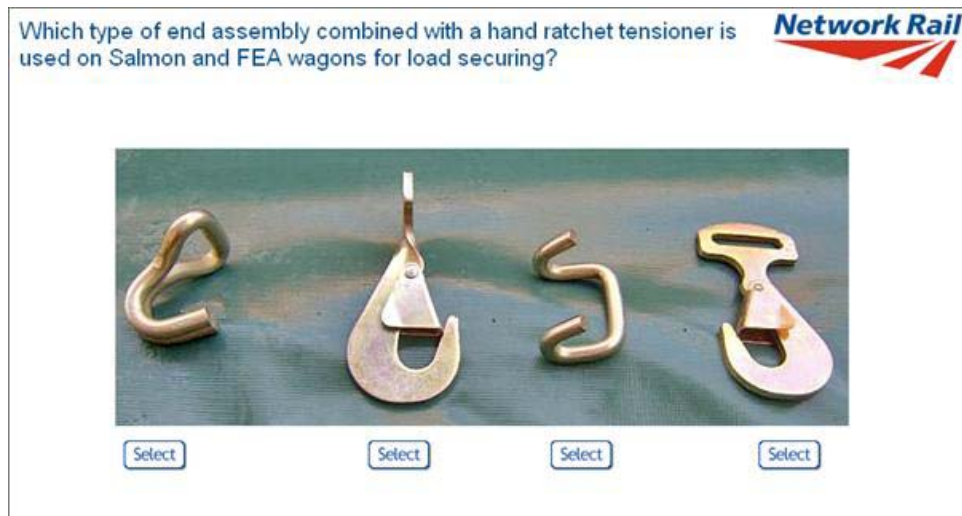 Which type of end assembly combined with a hand ratchet tensioner is
used on Salmon and FEA wagons for load securing?
Network Rail
Select
Select
Select
Select